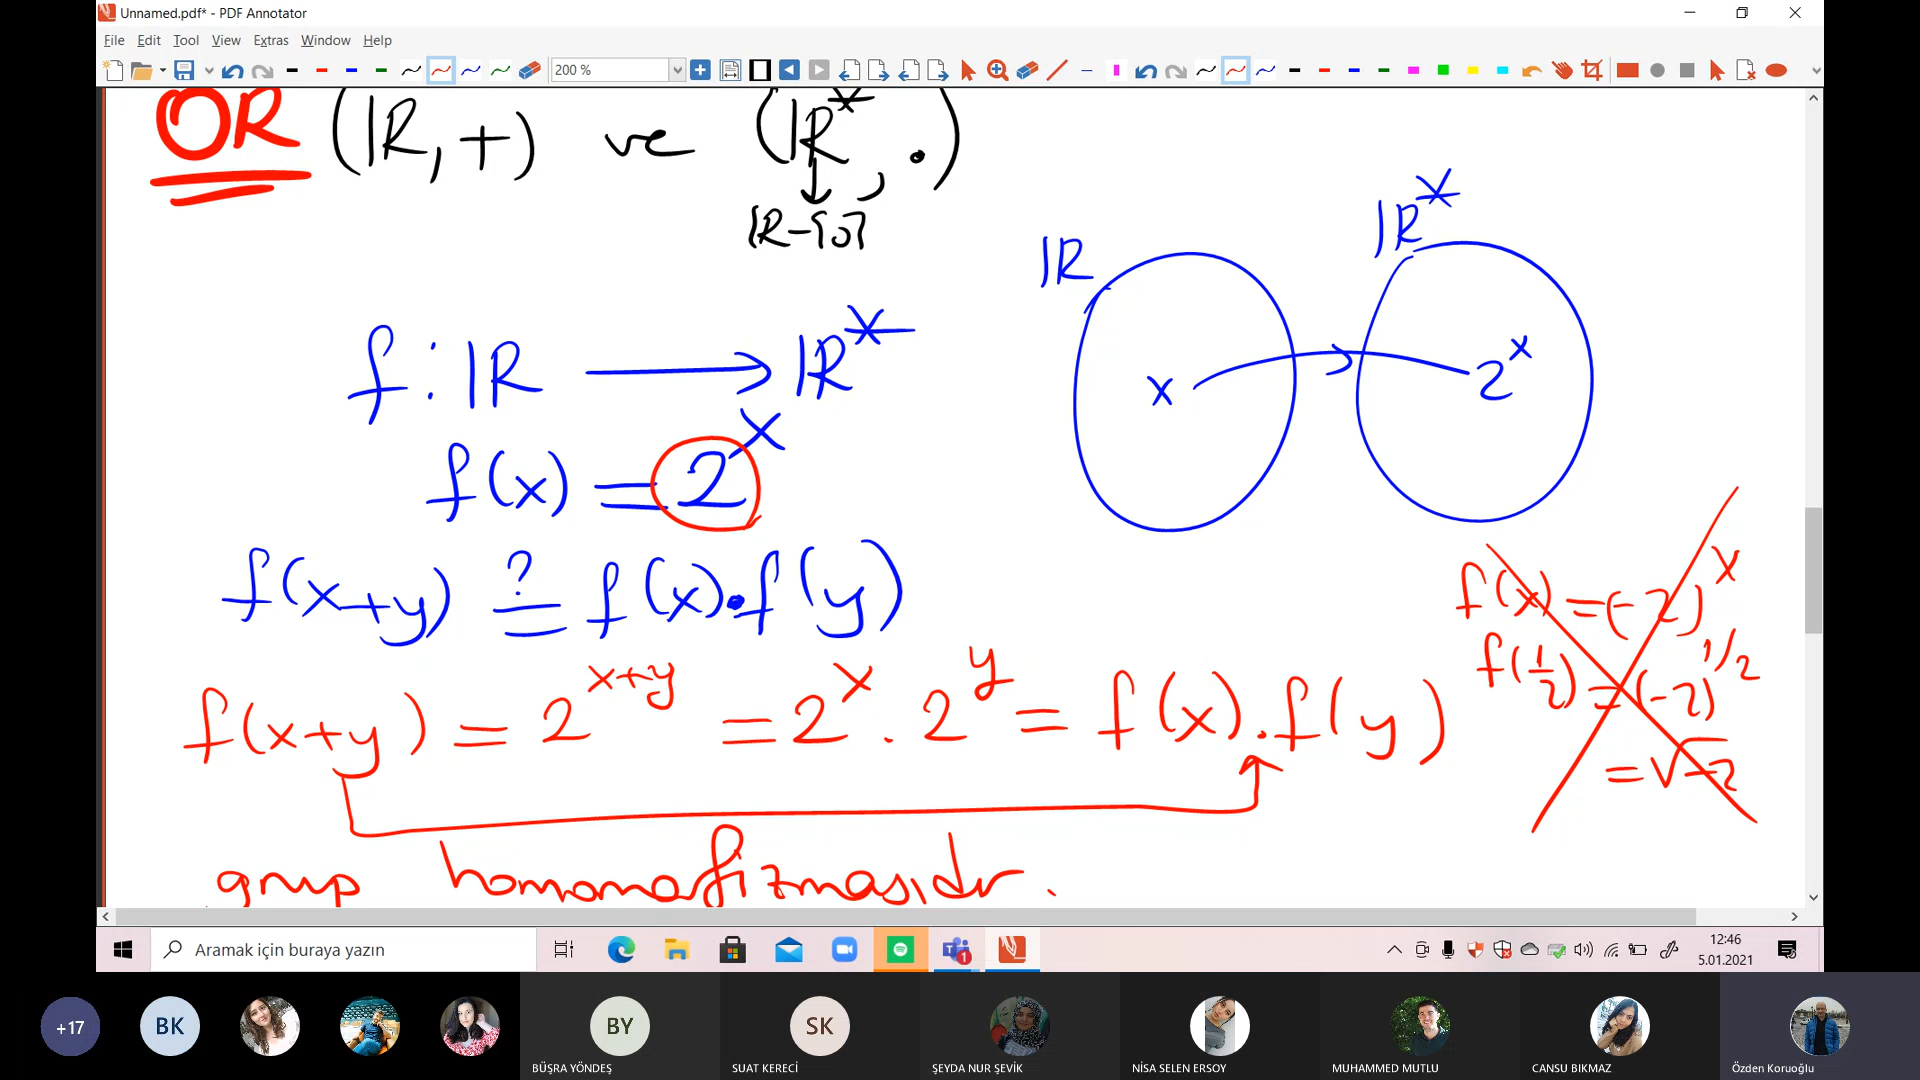 Unnamed.pdf* - PDF Annotator
File Edit Tool View Extras Window Help
200 %
ÖR (ℝ, +) ve (ℝ*, .)
ℝ-{0}
ℝ ℝ*
f : ℝ ⟶ ℝ*
x 2^x
f(x) = 2^x
f(x+y) ≟ f(x).f(y)
f(x) = (-2)^x
f(1/2) = (-2)^1/2
= √-2
f(x+y) = 2^x+y = 2^x . 2^y = f(x).f(y)
grup homomorfizmasıdır.
Aramak için buraya yazın
1
12:46
5.01.2021
+17
BK
BY
BÜŞRA YÖNDEŞ
SK
SUAT KERECİ
ŞEYDA NUR ŞEVİK
NİSA SELEN ERSOY
MUHAMMED MUTLU
CANSU BIKMAZ
Özden Koruoğlu